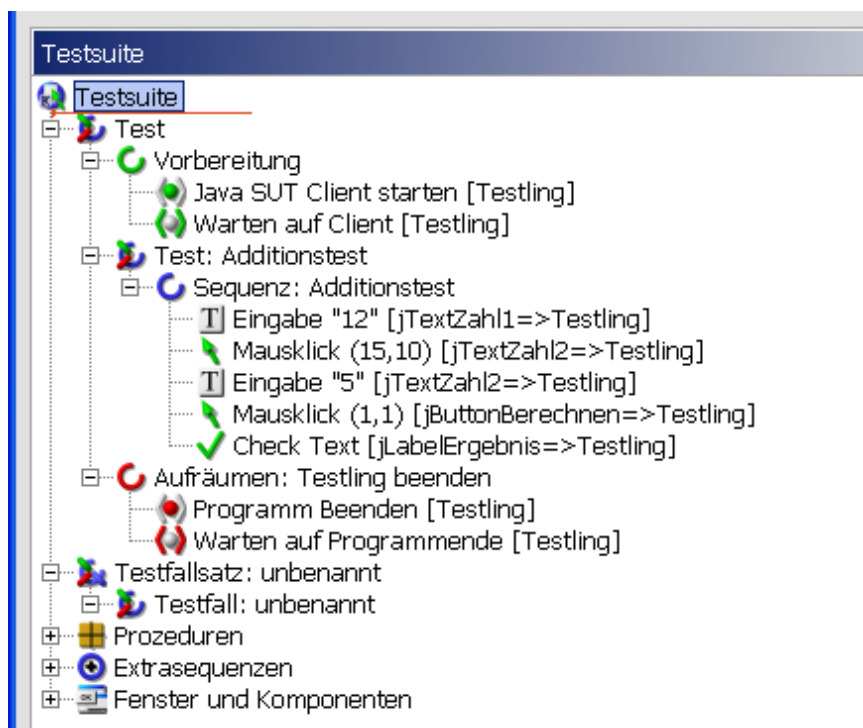 Testsuite
Testsuite
Test
Vorbereitung
Java SUT Client starten [Testling]
Warten auf Client [Testling]
Test: Additionstest
Sequenz: Additionstest
T Eingabe "12" [jTextZahl1=>Testling]
Mausklick (15,10) [jTextZahl2=>Testling]
T Eingabe "5" [jTextZahl2=>Testling]
Mausklick (1,1) [jButtonBerechnen=>Testling]
Check Text [jLabelErgebnis=>Testling]
Aufräumen: Testling beenden
Programm Beenden [Testling]
Warten auf Programmende [Testling]
Testfallsatz: unbenannt
Testfall: unbenannt
Prozeduren
Extrasequenzen
Fenster und Komponenten